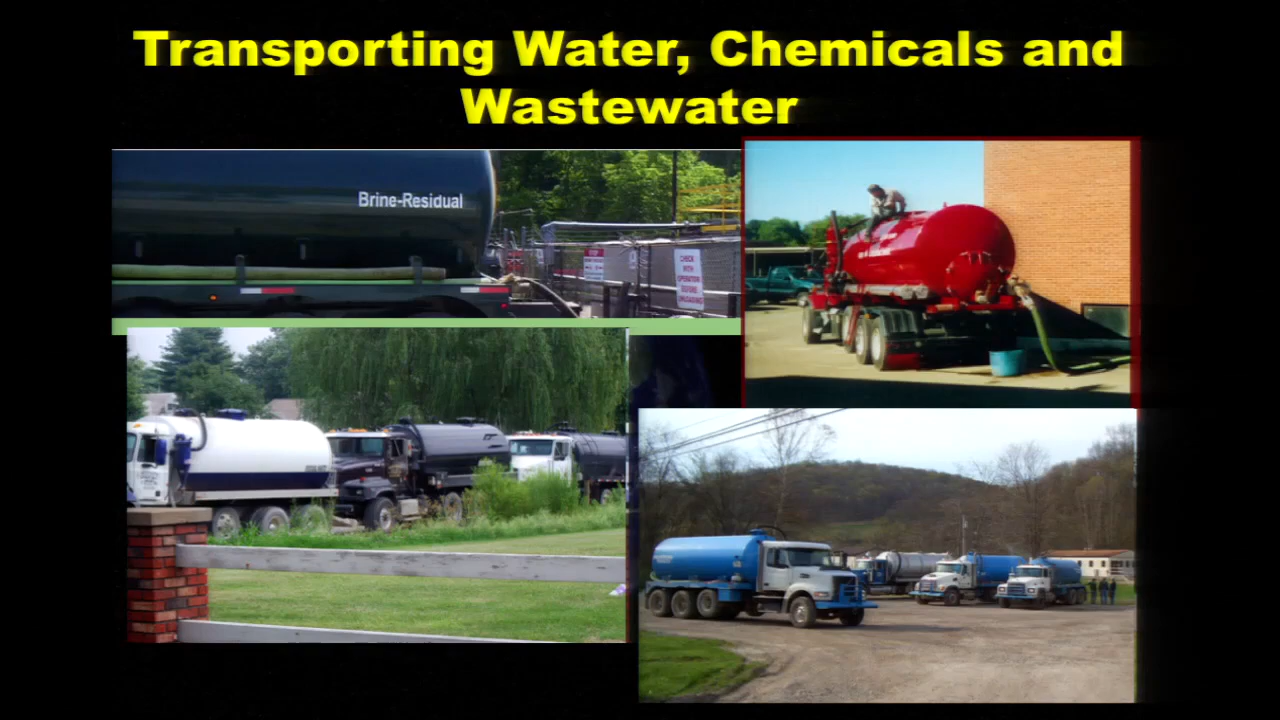 Transporting Water, Chemicals and
Wastewater
Brine-Residual
CHECK
WITH
OPERATOR
BEFORE
UNLOADING